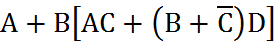 A + B[AC + (B + C̅)D]